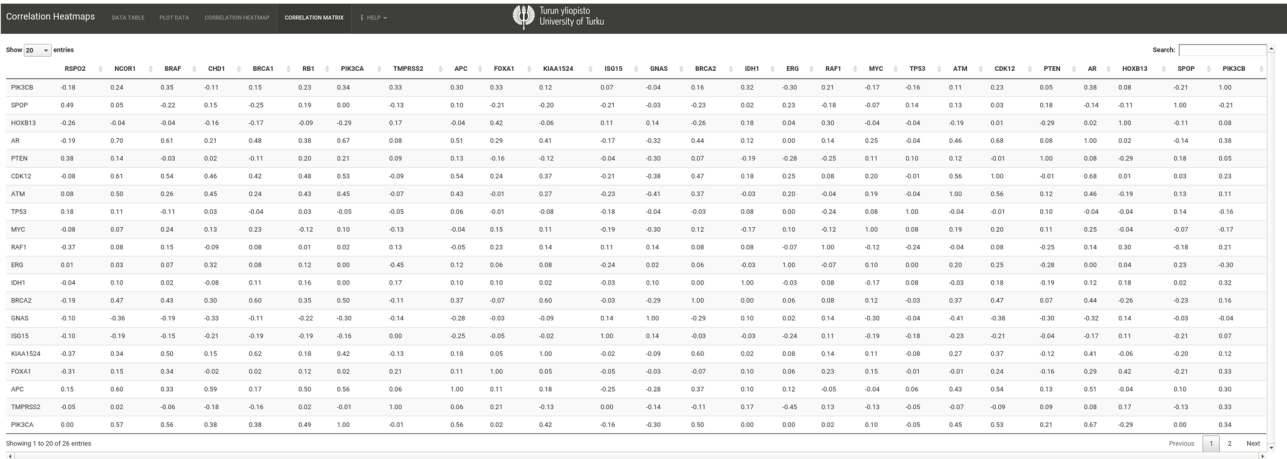 Correlation Heatmaps DATA TABLE PLOT DATA CORRELATION HEATMAP CORRELATION MATRIX HELP
Turun yliopisto
University of Turku
Show 20 entries Search:
RSPO2 NCOR1 BRAF CHD1 BRCA1 RB1 PIK3CA TMPRSS2 APC FOXA1 KIAA1524 ISG15 GNAS BRCA2 IDH1 ERG RAF1 MYC TP53 ATM CDK12 PTEN AR HOXB13 SPOP PIK3CB
PIK3CB -0.18 0.24 0.35 -0.11 0.15 0.23 0.34 0.33 0.30 0.33 0.12 0.07 -0.04 0.16 0.32 -0.30 0.21 -0.17 -0.16 0.11 0.23 0.05 0.38 0.08 -0.21 1.00
SPOP 0.49 0.05 -0.22 0.15 -0.25 0.19 0.00 -0.13 0.10 -0.21 -0.20 -0.21 -0.03 -0.23 0.02 0.23 -0.18 -0.07 0.14 0.13 0.03 0.18 -0.14 -0.11 1.00 -0.21
HOXB13 -0.26 -0.04 -0.04 -0.16 -0.17 -0.09 -0.29 0.17 -0.04 0.42 -0.06 0.11 0.14 -0.26 0.18 0.04 0.30 -0.04 -0.04 -0.19 0.01 -0.29 0.02 1.00 -0.11 0.08
AR -0.19 0.70 0.61 0.21 0.48 0.38 0.67 0.08 0.51 0.29 0.41 -0.17 -0.32 0.44 0.12 0.00 0.14 0.25 -0.04 0.46 0.68 0.08 1.00 0.02 -0.14 0.38
PTEN 0.38 0.14 -0.03 0.02 -0.11 0.20 0.21 0.09 0.13 -0.16 -0.12 -0.04 -0.30 0.07 -0.19 -0.28 -0.25 0.11 0.10 0.12 -0.01 1.00 0.08 -0.29 0.18 0.05
CDK12 -0.08 0.61 0.54 0.46 0.42 0.48 0.53 -0.09 0.54 0.24 0.37 -0.21 -0.38 0.47 0.18 0.25 0.08 0.20 -0.01 0.56 1.00 -0.01 0.68 0.01 0.03 0.23
ATM 0.08 0.50 0.26 0.45 0.24 0.43 0.45 -0.07 0.43 -0.01 0.27 -0.23 -0.41 0.37 -0.03 0.20 -0.04 0.19 -0.04 1.00 0.56 0.12 0.46 -0.19 0.13 0.11
TP53 0.18 0.11 -0.11 0.03 -0.04 0.03 -0.05 -0.05 0.06 -0.01 -0.08 -0.18 -0.04 -0.03 0.08 0.00 -0.24 0.08 1.00 -0.04 -0.01 0.10 -0.04 -0.04 0.14 -0.16
MYC -0.08 0.07 0.24 0.13 0.23 -0.12 0.10 -0.13 -0.04 0.15 0.11 -0.19 -0.30 0.12 -0.17 0.10 -0.12 1.00 0.08 0.19 0.20 0.11 0.25 -0.04 -0.07 -0.17
RAF1 -0.37 0.08 0.15 -0.09 0.08 0.01 0.02 0.13 -0.05 0.23 0.14 0.11 0.14 0.08 0.08 -0.07 1.00 -0.12 -0.24 -0.04 0.08 -0.25 0.14 0.30 -0.18 0.21
ERG 0.01 0.03 0.07 0.32 0.08 0.12 0.00 -0.45 0.12 0.06 0.08 -0.24 0.02 0.06 -0.03 1.00 -0.07 0.10 0.00 0.20 0.25 -0.28 0.00 0.04 0.23 -0.30
IDH1 -0.04 0.10 0.02 -0.08 0.11 0.16 0.00 0.17 0.10 0.10 0.02 -0.03 0.10 0.00 1.00 -0.03 0.08 -0.17 0.08 -0.03 0.18 -0.19 0.12 0.18 0.02 0.32
BRCA2 -0.19 0.47 0.43 0.30 0.60 0.35 0.50 -0.11 0.37 -0.07 0.60 -0.03 -0.29 1.00 0.00 0.06 0.08 0.12 -0.03 0.37 0.47 0.07 0.44 -0.26 -0.23 0.16
GNAS -0.10 -0.36 -0.19 -0.33 -0.11 -0.22 -0.30 -0.14 -0.28 -0.03 -0.09 0.14 1.00 -0.29 0.10 0.02 0.14 -0.30 -0.04 -0.41 -0.38 -0.30 -0.32 0.14 -0.03 -0.04
ISG15 -0.10 -0.19 -0.15 -0.21 -0.19 -0.19 -0.16 0.00 -0.25 -0.05 -0.02 1.00 0.14 -0.03 -0.03 -0.24 0.11 -0.19 -0.18 -0.23 -0.21 -0.04 -0.17 0.11 -0.21 0.07
KIAA1524 -0.37 0.34 0.50 0.15 0.62 0.18 0.42 -0.13 0.18 0.05 1.00 -0.02 -0.09 0.60 0.02 0.08 0.14 0.11 -0.08 0.27 0.37 -0.12 0.41 -0.06 -0.20 0.12
FOXA1 -0.31 0.15 0.34 -0.02 0.02 0.12 0.02 0.21 0.11 1.00 0.05 -0.05 -0.03 -0.07 0.10 0.06 0.23 0.15 -0.01 -0.01 0.24 -0.16 0.29 0.42 -0.21 0.33
APC 0.15 0.60 0.33 0.59 0.17 0.50 0.56 0.06 1.00 0.11 0.18 -0.25 -0.28 0.37 0.10 0.12 -0.05 -0.04 0.06 0.43 0.54 0.13 0.51 -0.04 0.10 0.30
TMPRSS2 -0.05 0.02 -0.06 -0.18 -0.16 0.02 -0.01 1.00 0.06 0.21 -0.13 0.00 -0.14 -0.11 0.17 -0.45 0.13 -0.13 -0.05 -0.07 -0.09 0.09 0.08 0.17 -0.13 0.33
PIK3CA 0.00 0.57 0.56 0.38 0.38 0.49 1.00 -0.01 0.56 0.02 0.42 -0.16 -0.30 0.50 0.00 0.00 0.02 0.10 -0.05 0.45 0.53 0.21 0.67 -0.29 0.00 0.34
Showing 1 to 20 of 26 entries Previous 1 2 Next